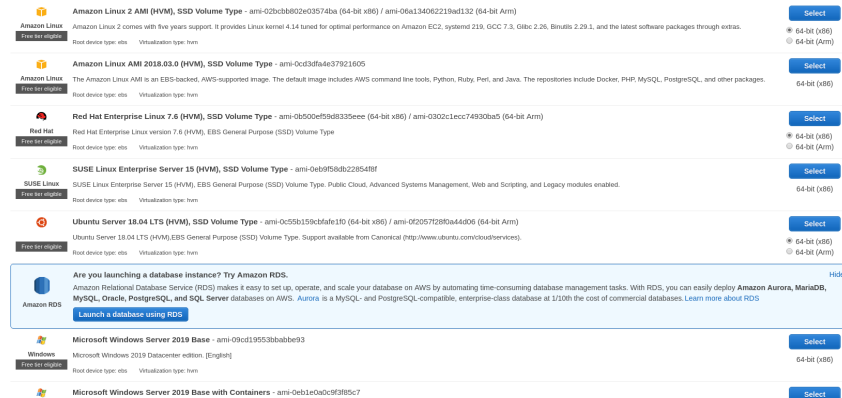 Amazon Linux 2 AMI (HVM), SSD Volume Type - ami-02bcbb802e03574ba (64-bit x86) / ami-06a134062219ad132 (64-bit Arm)
Select
Amazon Linux
Free tier eligible
Amazon Linux 2 comes with five years support. It provides Linux kernel 4.14 tuned for optimal performance on Amazon EC2, systemd 219, GCC 7.3, Glibc 2.26, Binutils 2.29.1, and the latest software packages through extras.
Root device type: ebs Virtualization type: hvm
64-bit (x86)
64-bit (Arm)
Amazon Linux AMI 2018.03.0 (HVM), SSD Volume Type - ami-0cd3dfa4e37921605
Select
Amazon Linux
Free tier eligible
The Amazon Linux AMI is an EBS-backed, AWS-supported image. The default image includes AWS command line tools, Python, Ruby, Perl, and Java. The repositories include Docker, PHP, MySQL, PostgreSQL, and other packages.
Root device type: ebs Virtualization type: hvm
64-bit (x86)
Red Hat Enterprise Linux 7.6 (HVM), SSD Volume Type - ami-0b500ef59d8335eee (64-bit x86) / ami-0302c1ecc74930ba5 (64-bit Arm)
Select
Red Hat
Free tier eligible
Red Hat Enterprise Linux version 7.6 (HVM), EBS General Purpose (SSD) Volume Type
Root device type: ebs Virtualization type: hvm
64-bit (x86)
64-bit (Arm)
SUSE Linux Enterprise Server 15 (HVM), SSD Volume Type - ami-0eb9f58db22854f8f
Select
SUSE Linux
Free tier eligible
SUSE Linux Enterprise Server 15 (HVM), EBS General Purpose (SSD) Volume Type. Public Cloud, Advanced Systems Management, Web and Scripting, and Legacy modules enabled.
Root device type: ebs Virtualization type: hvm
64-bit (x86)
Ubuntu Server 18.04 LTS (HVM), SSD Volume Type - ami-0c55b159cbfafe1f0 (64-bit x86) / ami-0f2057f28f0a44d06 (64-bit Arm)
Select
Free tier eligible
Ubuntu Server 18.04 LTS (HVM),EBS General Purpose (SSD) Volume Type. Support available from Canonical (http://www.ubuntu.com/cloud/services).
Root device type: ebs Virtualization type: hvm
64-bit (x86)
64-bit (Arm)
Are you launching a database instance? Try Amazon RDS.
Hide
Amazon RDS
Amazon Relational Database Service (RDS) makes it easy to set up, operate, and scale your database on AWS by automating time-consuming database management tasks. With RDS, you can easily deploy Amazon Aurora, MariaDB,
MySQL, Oracle, PostgreSQL, and SQL Server databases on AWS. Aurora is a MySQL- and PostgreSQL-compatible, enterprise-class database at 1/10th the cost of commercial databases. Learn more about RDS
Launch a database using RDS
Microsoft Windows Server 2019 Base - ami-09cd19553bbabbe93
Select
Windows
Free tier eligible
Microsoft Windows 2019 Datacenter edition. [English]
Root device type: ebs Virtualization type: hvm
64-bit (x86)
Microsoft Windows Server 2019 Base with Containers - ami-0eb1e0a0c9f3f85c7
Select